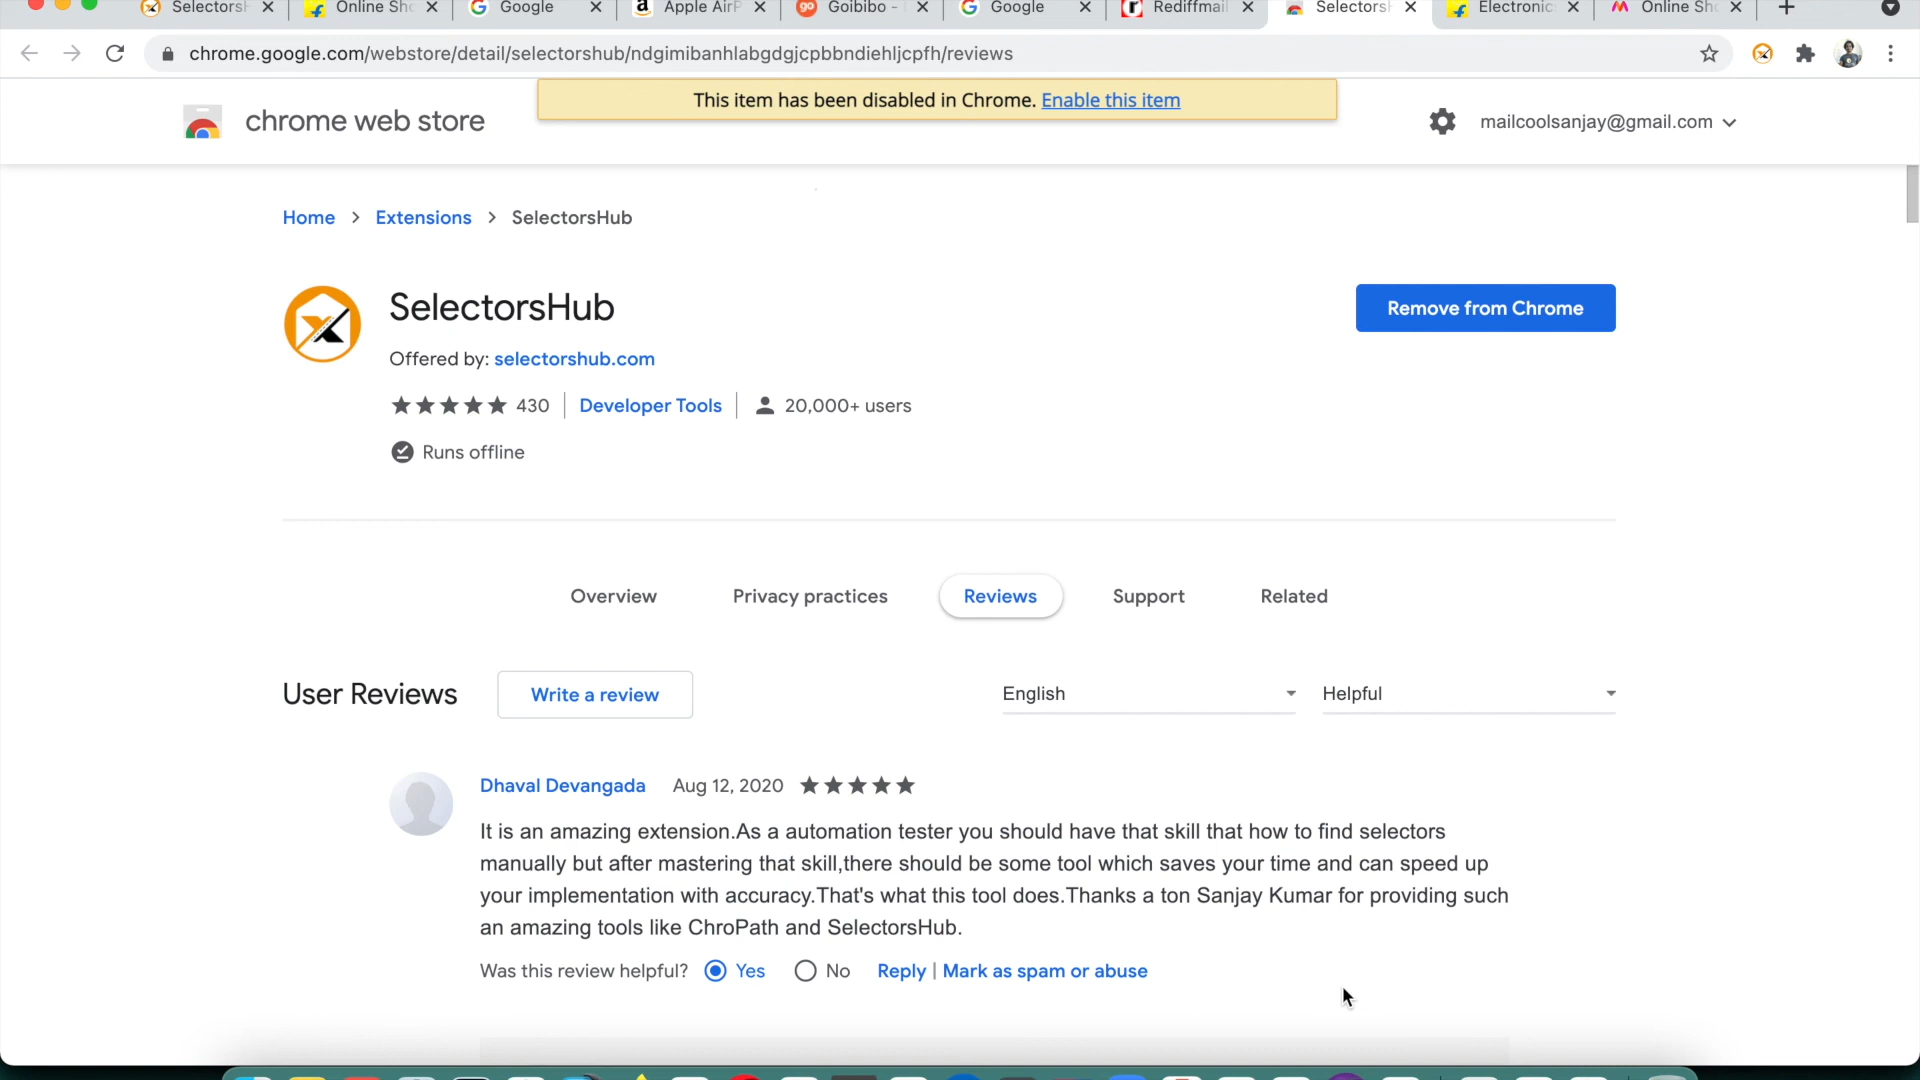 SelectorsH
Online Sho
Google
Apple AirP
Goibibo -
Google
Rediffmail
SelectorsH
Electronic
Online Sho
chrome.google.com/webstore/detail/selectorshub/ndgimibanhlabgdgjcpbbndiehljcpfh/reviews
This item has been disabled in Chrome. Enable this item
chrome web store
mailcoolsanjay@gmail.com
Home > Extensions > SelectorsHub
SelectorsHub
Remove from Chrome
Offered by: selectorshub.com
430
Developer Tools
20,000+ users
Runs offline
Overview
Privacy practices
Reviews
Support
Related
User Reviews
Write a review
English
Helpful
Dhaval Devangada Aug 12, 2020
It is an amazing extension.As a automation tester you should have that skill that how to find selectors
manually but after mastering that skill,there should be some tool which saves your time and can speed up
your implementation with accuracy.That's what this tool does.Thanks a ton Sanjay Kumar for providing such
an amazing tools like ChroPath and SelectorsHub.
Was this review helpful? Yes No Reply | Mark as spam or abuse